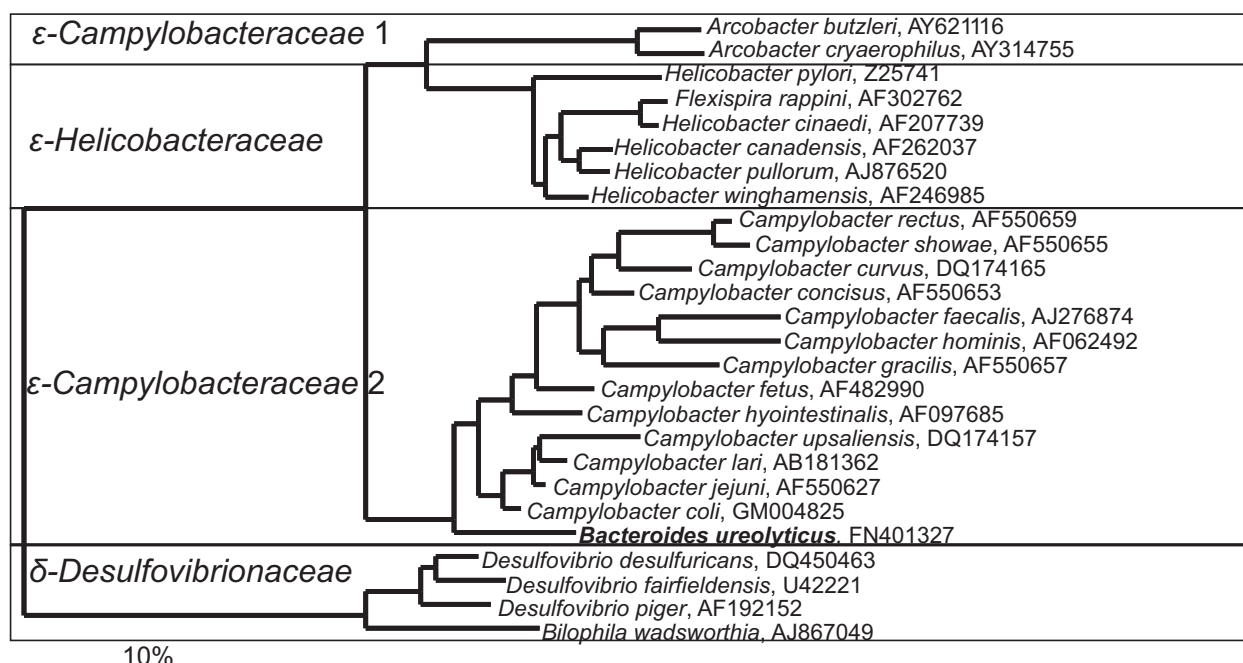 ε-Campylobacteraceae 1
Arcobacter butzleri, AY621116
Arcobacter cryaerophilus, AY314755
ε-Helicobacteraceae
Helicobacter pylori, Z25741
Flexispira rappini, AF302762
Helicobacter cinaedi, AF207739
Helicobacter canadensis, AF262037
Helicobacter pullorum, AJ876520
Helicobacter winghamensis, AF246985
ε-Campylobacteraceae 2
Campylobacter rectus, AF550659
Campylobacter showae, AF550655
Campylobacter curvus, DQ174165
Campylobacter concisus, AF550653
Campylobacter faecalis, AJ276874
Campylobacter hominis, AF062492
Campylobacter gracilis, AF550657
Campylobacter fetus, AF482990
Campylobacter hyointestinalis, AF097685
Campylobacter upsaliensis, DQ174157
Campylobacter lari, AB181362
Campylobacter jejuni, AF550627
Campylobacter coli, GM004825
Bacteroides ureolyticus, FN401327
δ-Desulfovibrionaceae
Desulfovibrio desulfuricans, DQ450463
Desulfovibrio fairfieldensis, U42221
Desulfovibrio piger, AF192152
Bilophila wadsworthia, AJ867049
10%